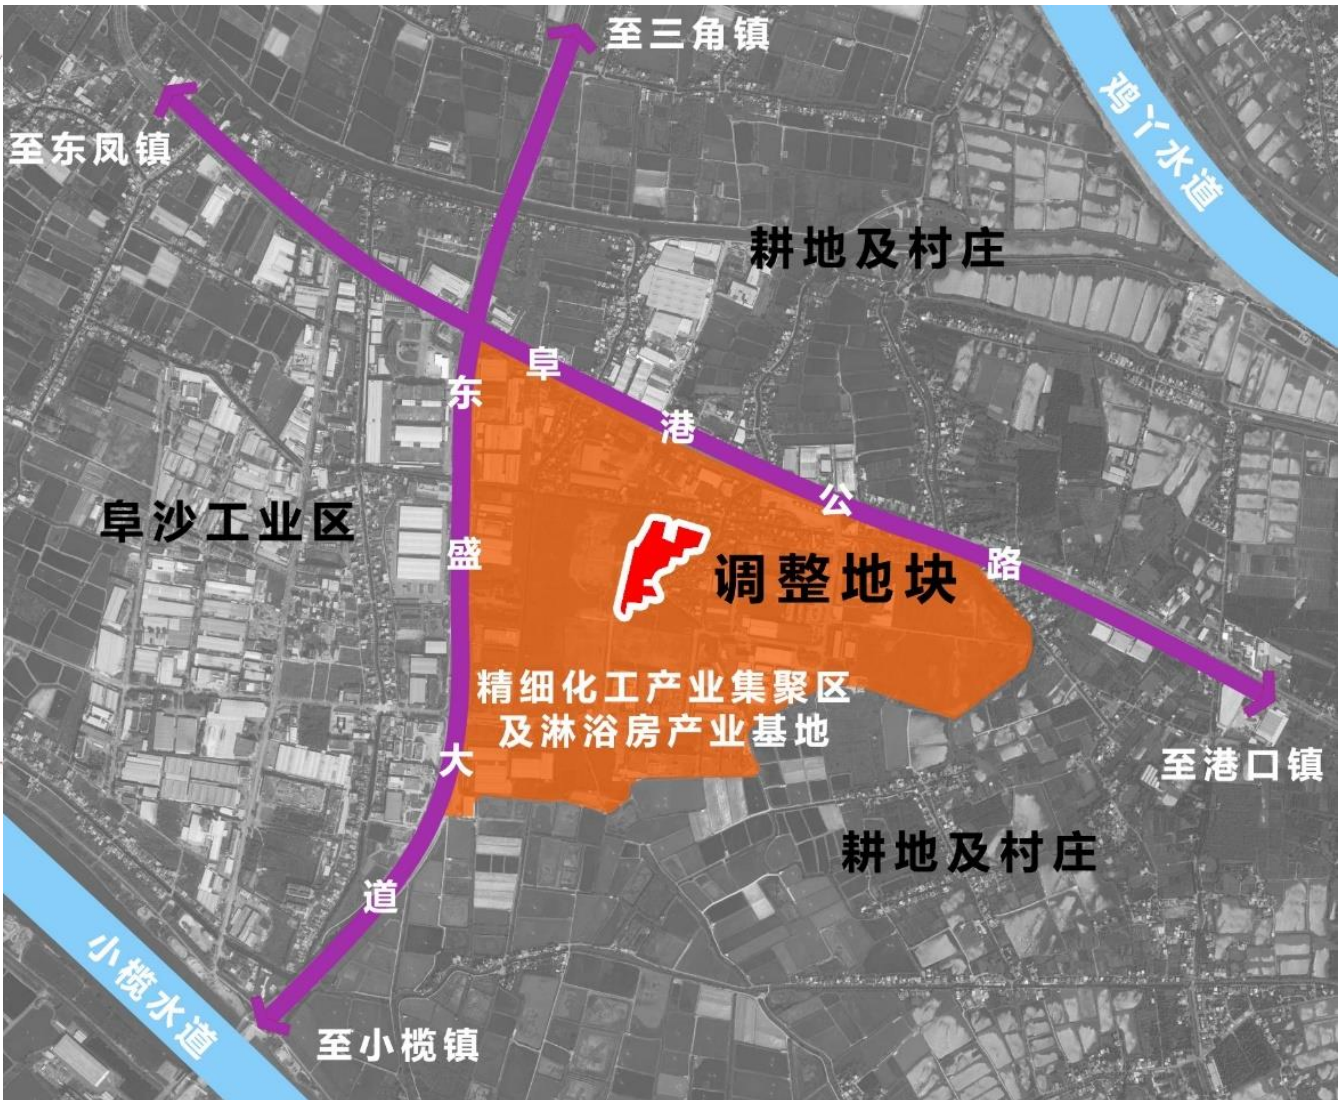 至三角镇
鸡丫水道
至东凤镇
耕地及村庄
阜港公路
东盛大道
阜沙工业区
调整地块
精细化工产业集聚区
及淋浴房产业基地
至港口镇
耕地及村庄
小榄水道
至小榄镇